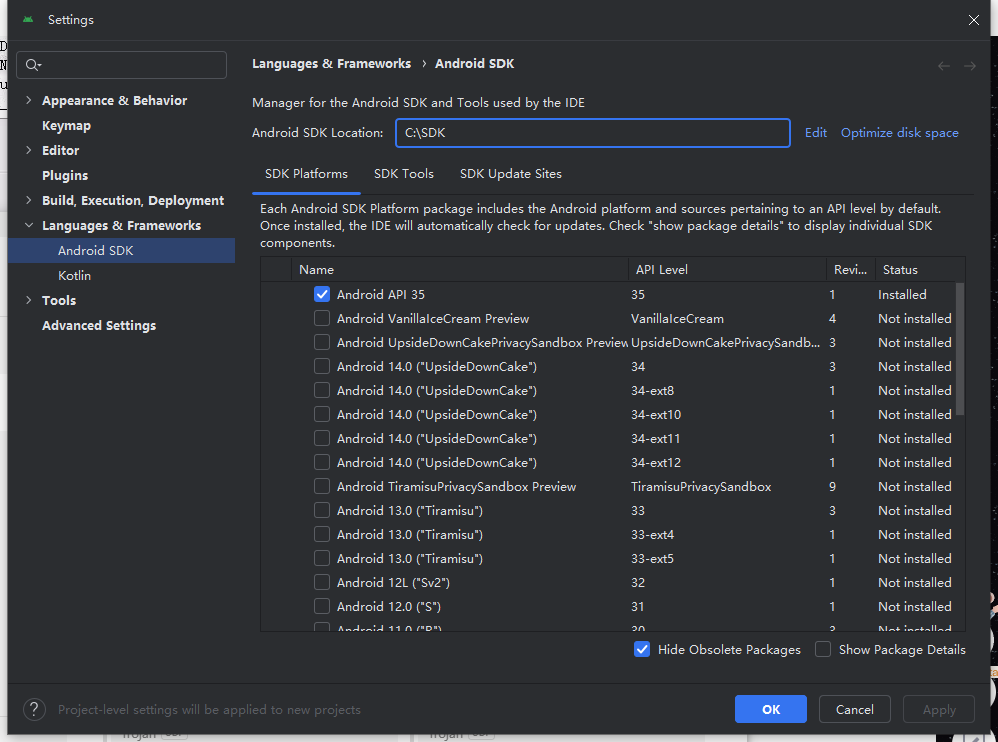 Settings
Languages & Frameworks › Android SDK
Appearance & Behavior
Keymap
Editor
Plugins
Build, Execution, Deployment
Languages & Frameworks
Android SDK
Kotlin
Tools
Advanced Settings
Manager for the Android SDK and Tools used by the IDE
Android SDK Location: C:\SDK Edit Optimize disk space
SDK Platforms SDK Tools SDK Update Sites
Each Android SDK Platform package includes the Android platform and sources pertaining to an API level by default.
Once installed, the IDE will automatically check for updates. Check "show package details" to display individual SDK
components.
Name API Level Revi... Status
Android API 35 35 1 Installed
Android VanillaIceCream Preview VanillaIceCream 4 Not installed
Android UpsideDownCakePrivacySandbox Preview UpsideDownCakePrivacySandb... 3 Not installed
Android 14.0 ("UpsideDownCake") 34 3 Not installed
Android 14.0 ("UpsideDownCake") 34-ext8 1 Not installed
Android 14.0 ("UpsideDownCake") 34-ext10 1 Not installed
Android 14.0 ("UpsideDownCake") 34-ext11 1 Not installed
Android 14.0 ("UpsideDownCake") 34-ext12 1 Not installed
Android TiramisuPrivacySandbox Preview TiramisuPrivacySandbox 9 Not installed
Android 13.0 ("Tiramisu") 33 3 Not installed
Android 13.0 ("Tiramisu") 33-ext4 1 Not installed
Android 13.0 ("Tiramisu") 33-ext5 1 Not installed
Android 12L ("Sv2") 32 1 Not installed
Android 12.0 ("S") 31 1 Not installed
Android 11.0 ("R") 30 3 Not installed
Hide Obsolete Packages Show Package Details
? Project-level settings will be applied to new projects
OK Cancel Apply
Trojan Trojan